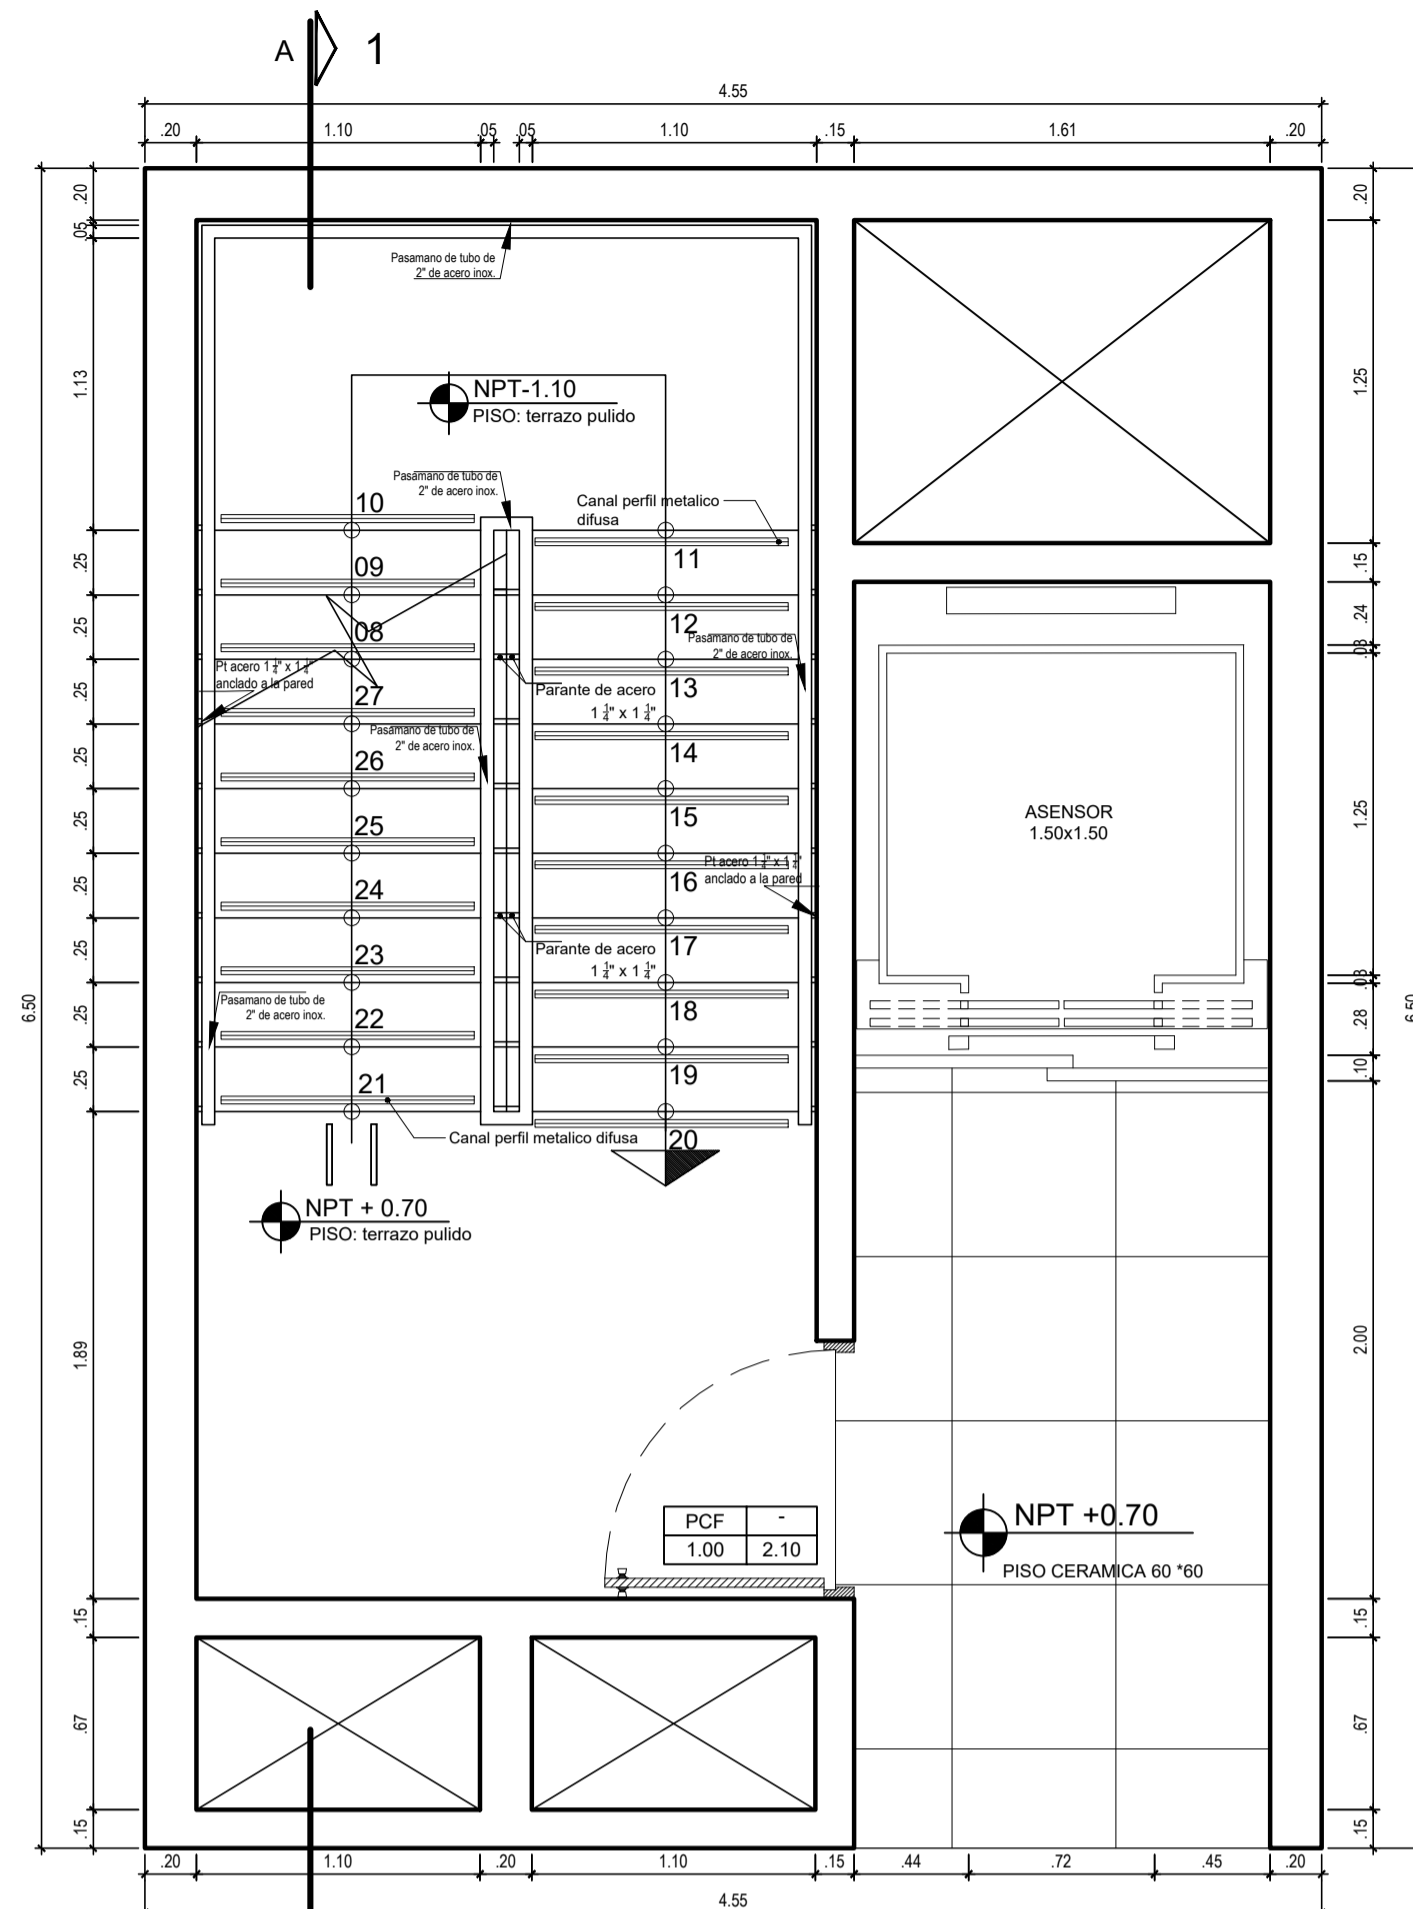 A 1
4.55
.20 1.10 .05 .05 1.10 .15 1.61 .20
.20
.05
1.13
.25
.25
.25
.25
.25
.25
.25
.25
.25
1.89
.15
.67
.15
6.50
Pasamano de tubo de
2" de acero inox.
NPT-1.10
PISO: terrazo pulido
Pasamano de tubo de
2" de acero inox.
Canal perfil metalico
difusa
10
09
08
27
26
25
24
23
22
21
11
12
13
14
15
16
17
18
19
20
Pasamano de tubo de
2" de acero inox.
Pt acero 1 1/4" x 1 1/4"
anclado a la pared
Parante de acero
1 1/4" x 1 1/4"
Pasamano de tubo de
2" de acero inox.
Pt acero 1 1/4" x 1 1/4"
anclado a la pared
Parante de acero
1 1/4" x 1 1/4"
Pasamano de tubo de
2" de acero inox.
Canal perfil metalico difusa
NPT + 0.70
PISO: terrazo pulido
ASENSOR
1.50x1.50
PCF -
1.00 2.10
NPT +0.70
PISO CERAMICA 60 *60
.20
1.25
.15
.24
.03
1.25
.03
.28
.10
2.00
.15
.67
.15
6.50
.20 1.10 .20 1.10 .15 .44 .72 .45 .20
4.55